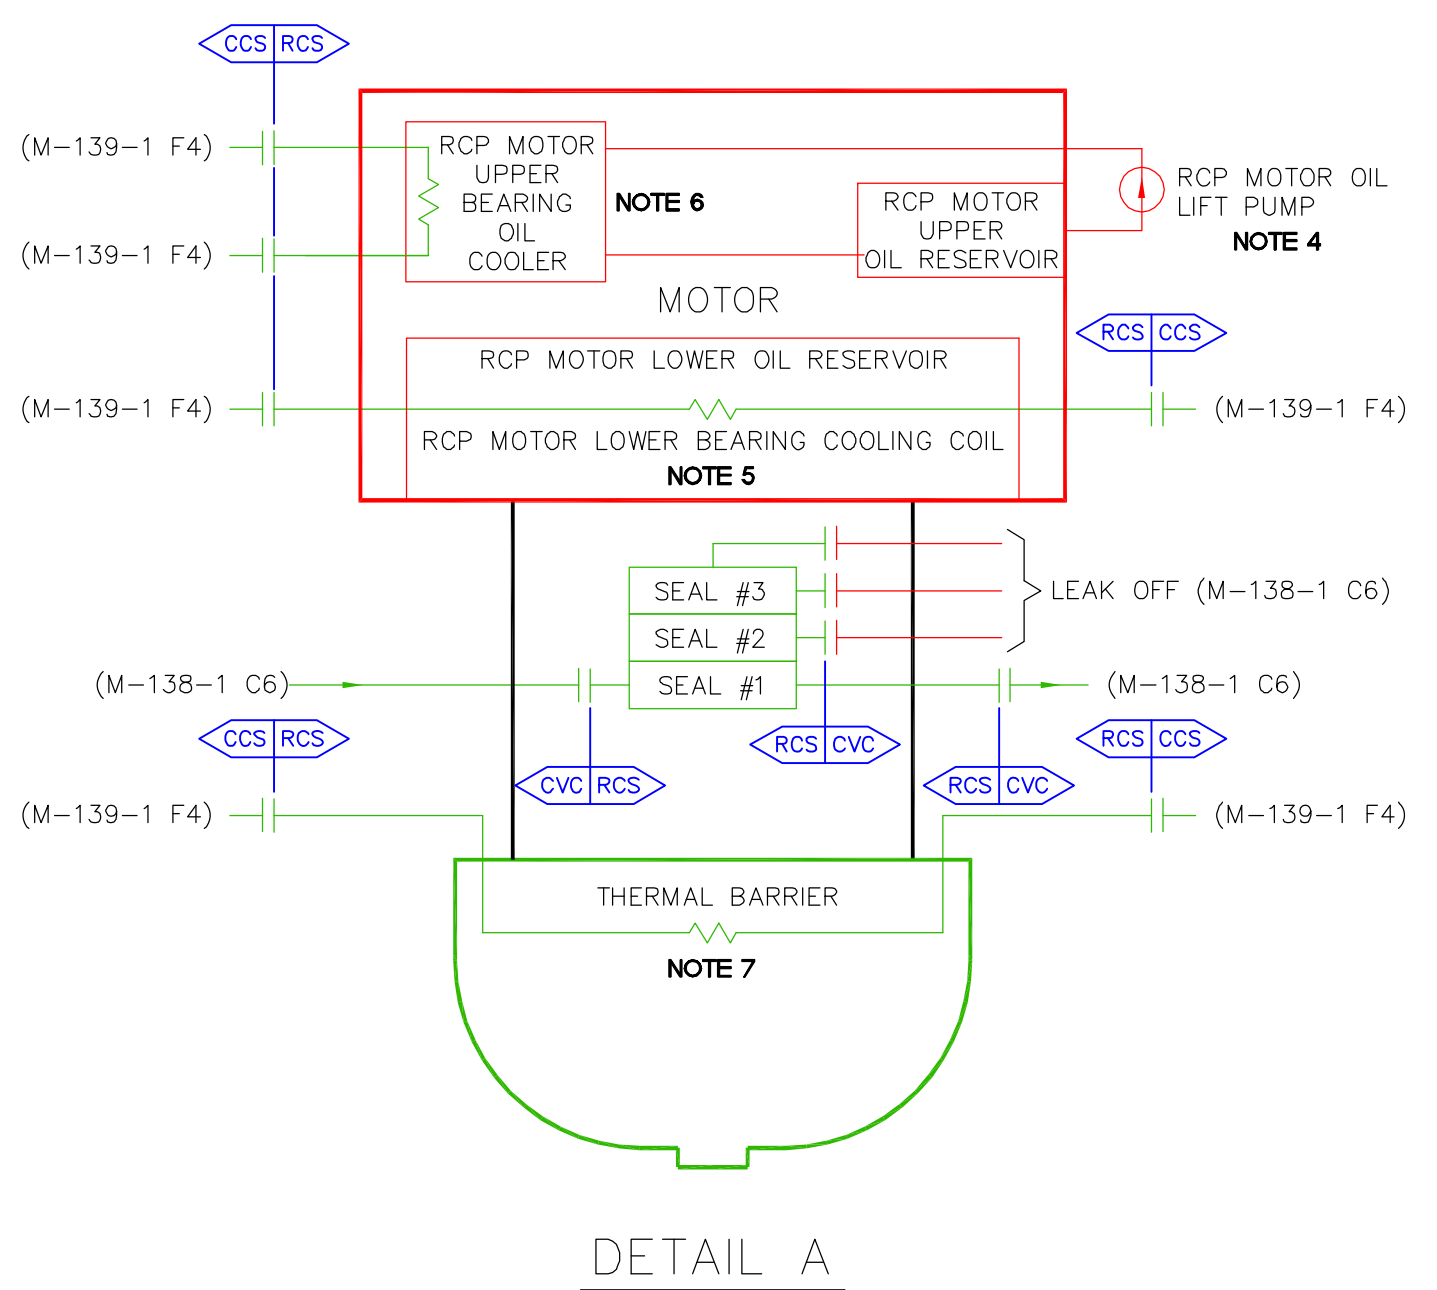 CCS RCS
(M-139-1 F4)
RCP MOTOR
UPPER
BEARING
OIL
COOLER
NOTE 6
RCP MOTOR
UPPER
OIL RESERVOIR
RCP MOTOR OIL
LIFT PUMP
NOTE 4
(M-139-1 F4)
MOTOR
RCS CCS
RCP MOTOR LOWER OIL RESERVOIR
(M-139-1 F4)
(M-139-1 F4)
RCP MOTOR LOWER BEARING COOLING COIL
NOTE 5
SEAL #3
LEAK OFF (M-138-1 C6)
SEAL #2
(M-138-1 C6)
SEAL #1
(M-138-1 C6)
CCS RCS
RCS CVC
RCS CCS
CVC RCS
RCS CVC
(M-139-1 F4)
(M-139-1 F4)
THERMAL BARRIER
NOTE 7
DETAIL A